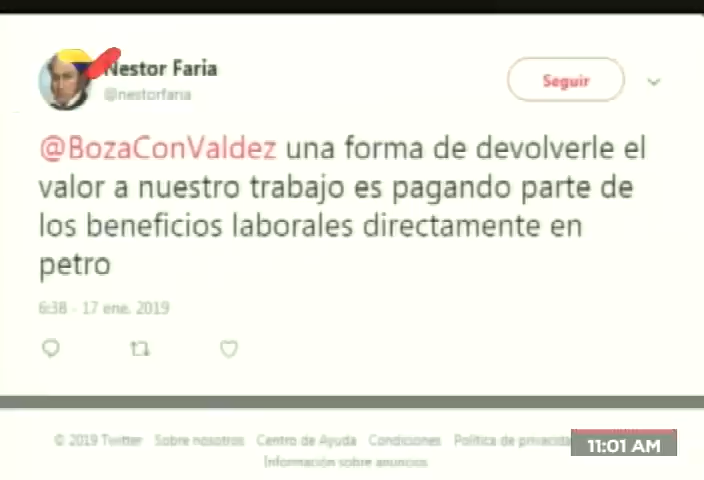 Nestor Faria
@nestorfaria
Seguir
@BozaConValdez una forma de devolverle el
valor a nuestro trabajo es pagando parte de
los beneficios laborales directamente en
petro
6:38 - 17 ene. 2019
© 2019 Twitter Sobre nosotros Centro de Ayuda Condiciones Política de privacida
Información sobre anuncios
11:01 AM